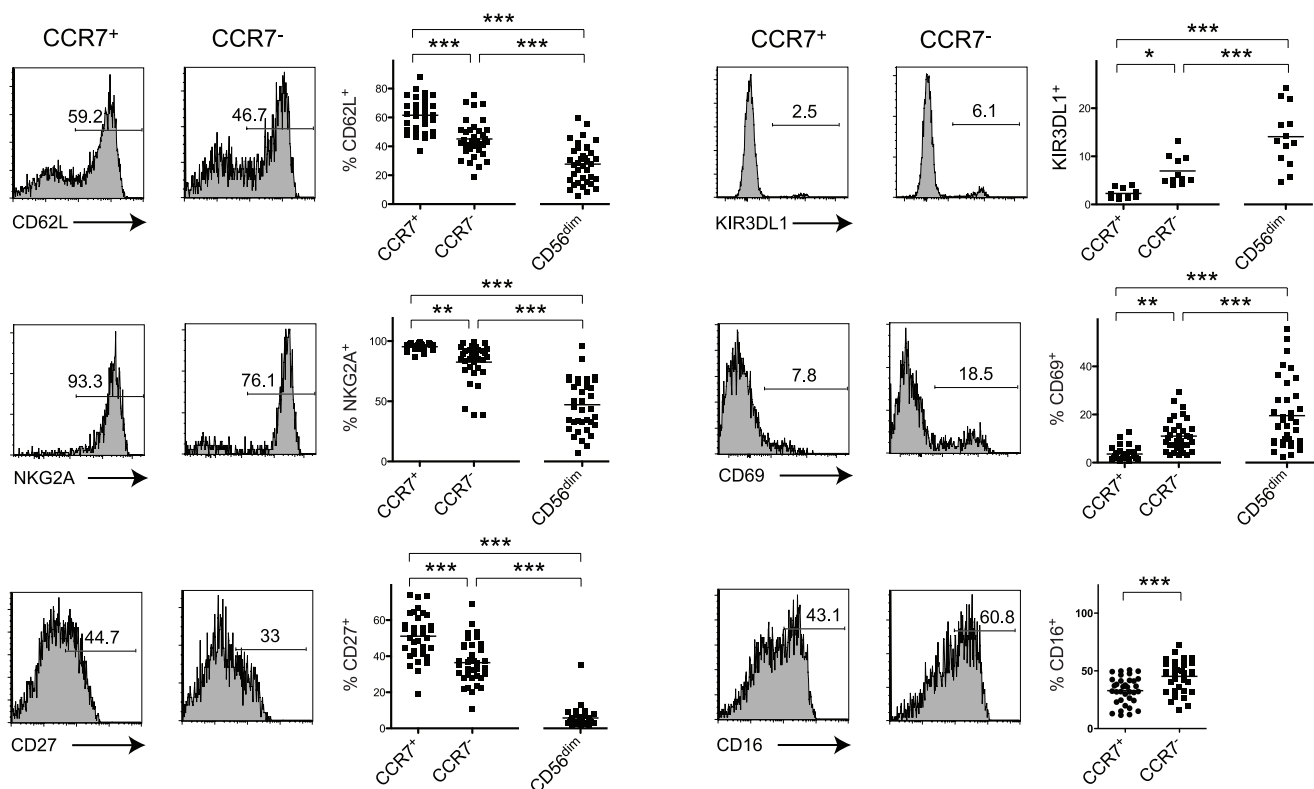 CCR7+ CCR7-
*** 
*** ***
% CD62L+
80
60
40
20
0
59.2 46.7
CD62L
CCR7+ CCR7- CD56dim
CCR7+ CCR7-
***
* ***
KIR3DL1+
20
10
0
2.5 6.1
KIR3DL1
CCR7+ CCR7- CD56dim
***
** ***
% NKG2A+
100
50
0
93.3 76.1
NKG2A
CCR7+ CCR7- CD56dim
***
** ***
% CD69+
40
20
0
7.8 18.5
CD69
CCR7+ CCR7- CD56dim
***
*** ***
% CD27+
60
40
20
0
44.7 33
CD27
CCR7+ CCR7- CD56dim
***
% CD16+
100
50
0
43.1 60.8
CD16
CCR7+ CCR7-